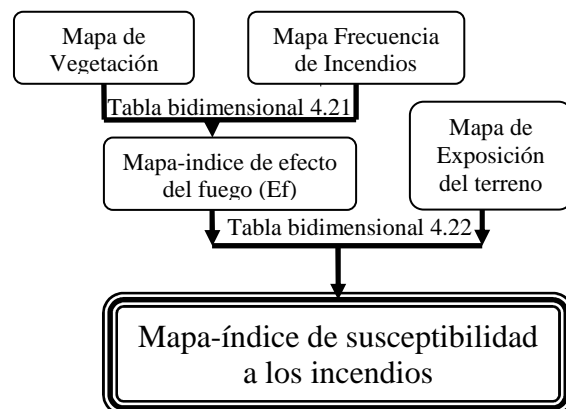 Mapa de
Vegetación
Mapa Frecuencia
de Incendios
Tabla bidimensional 4.21
Mapa de
Exposición
del terreno
Mapa-indice de efecto
del fuego (Ef)
Tabla bidimensional 4.22
Mapa-índice de susceptibilidad
a los incendios